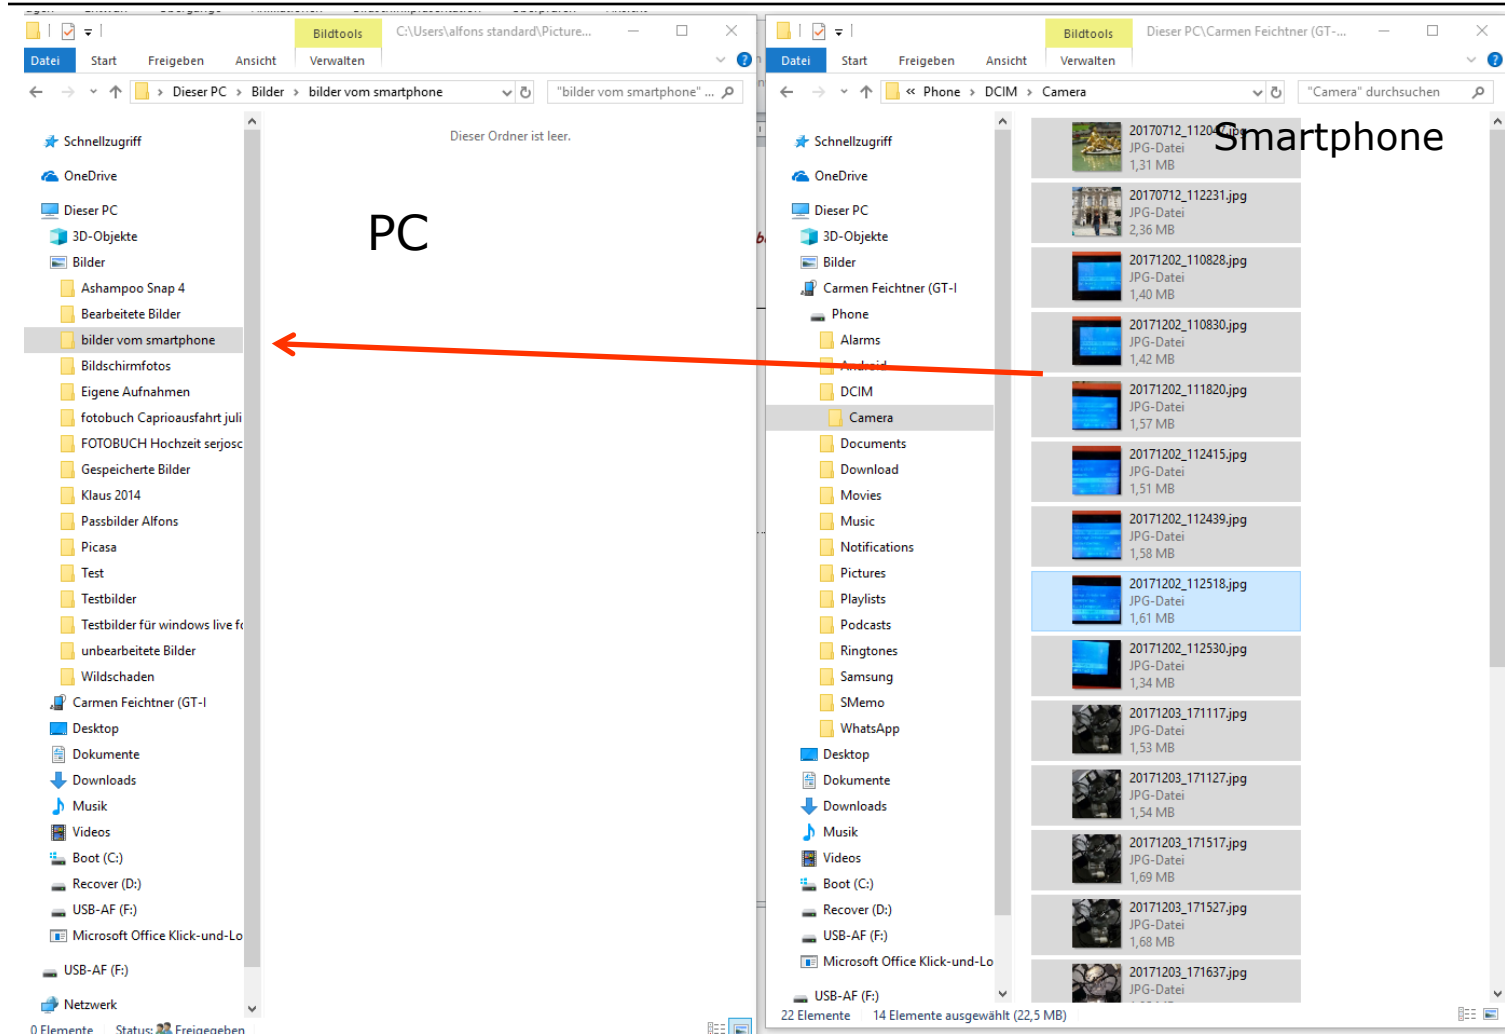 Bildtools
C:\Users\alfons standard\Picture...
Datei Start Freigeben Ansicht Verwalten
Dieser PC > Bilder > bilder vom smartphone
"bilder vom smartphone" ...
Schnellzugriff
OneDrive
Dieser PC
3D-Objekte
Bilder
Ashampoo Snap 4
Bearbeitete Bilder
bilder vom smartphone
Bildschirmfotos
Eigene Aufnahmen
fotobuch Caprioausfahrt juli
FOTOBUCH Hochzeit serjosc
Gespeicherte Bilder
Klaus 2014
Passbilder Alfons
Picasa
Test
Testbilder
Testbilder für windows live fo
unbearbeitete Bilder
Wildschaden
Carmen Feichtner (GT-I
Desktop
Dokumente
Downloads
Musik
Videos
Boot (C:)
Recover (D:)
USB-AF (F:)
Microsoft Office Klick-und-Lo
USB-AF (F:)
Netzwerk
Dieser Ordner ist leer.
PC
0 Elemente Status: Freigegeben
Bildtools
Dieser PC\Carmen Feichtner (GT-...
Datei Start Freigeben Ansicht Verwalten
« Phone > DCIM > Camera
"Camera" durchsuchen
Schnellzugriff
OneDrive
Dieser PC
3D-Objekte
Bilder
Carmen Feichtner (GT-I
Phone
Alarms
Android
DCIM
Camera
Documents
Download
Movies
Music
Notifications
Pictures
Playlists
Podcasts
Ringtones
Samsung
SMemo
WhatsApp
Desktop
Dokumente
Downloads
Musik
Videos
Boot (C:)
Recover (D:)
USB-AF (F:)
Microsoft Office Klick-und-Lo
USB-AF (F:)
Smartphone
20170712_112047.jpg
JPG-Datei
1,31 MB
20170712_112231.jpg
JPG-Datei
2,36 MB
20171202_110828.jpg
JPG-Datei
1,40 MB
20171202_110830.jpg
JPG-Datei
1,42 MB
20171202_111820.jpg
JPG-Datei
1,57 MB
20171202_112415.jpg
JPG-Datei
1,51 MB
20171202_112439.jpg
JPG-Datei
1,58 MB
20171202_112518.jpg
JPG-Datei
1,61 MB
20171202_112530.jpg
JPG-Datei
1,34 MB
20171203_171117.jpg
JPG-Datei
1,53 MB
20171203_171127.jpg
JPG-Datei
1,54 MB
20171203_171517.jpg
JPG-Datei
1,69 MB
20171203_171527.jpg
JPG-Datei
1,68 MB
20171203_171637.jpg
JPG-Datei
22 Elemente 14 Elemente ausgewählt (22,5 MB)